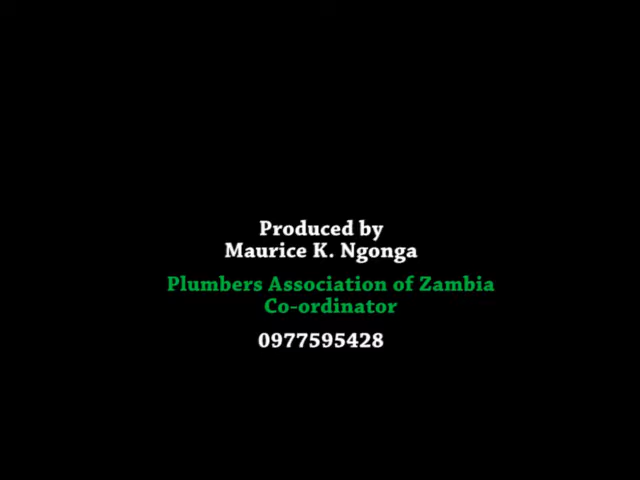 Produced by
Maurice K. Ngonga
Plumbers Association of Zambia
Co-ordinator
0977595428